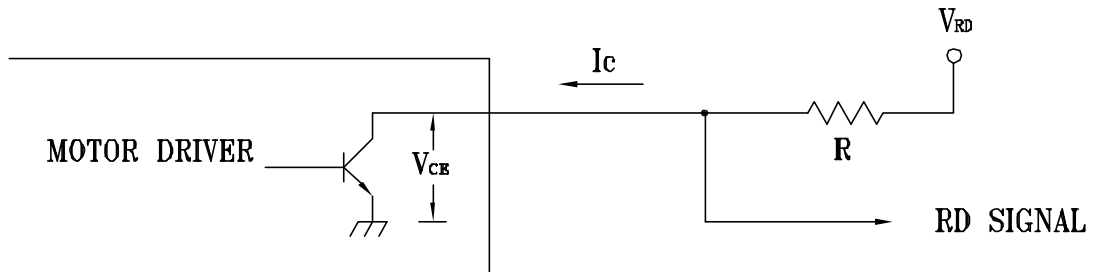 VRD
Ic
MOTOR DRIVER
VCE
R
RD SIGNAL